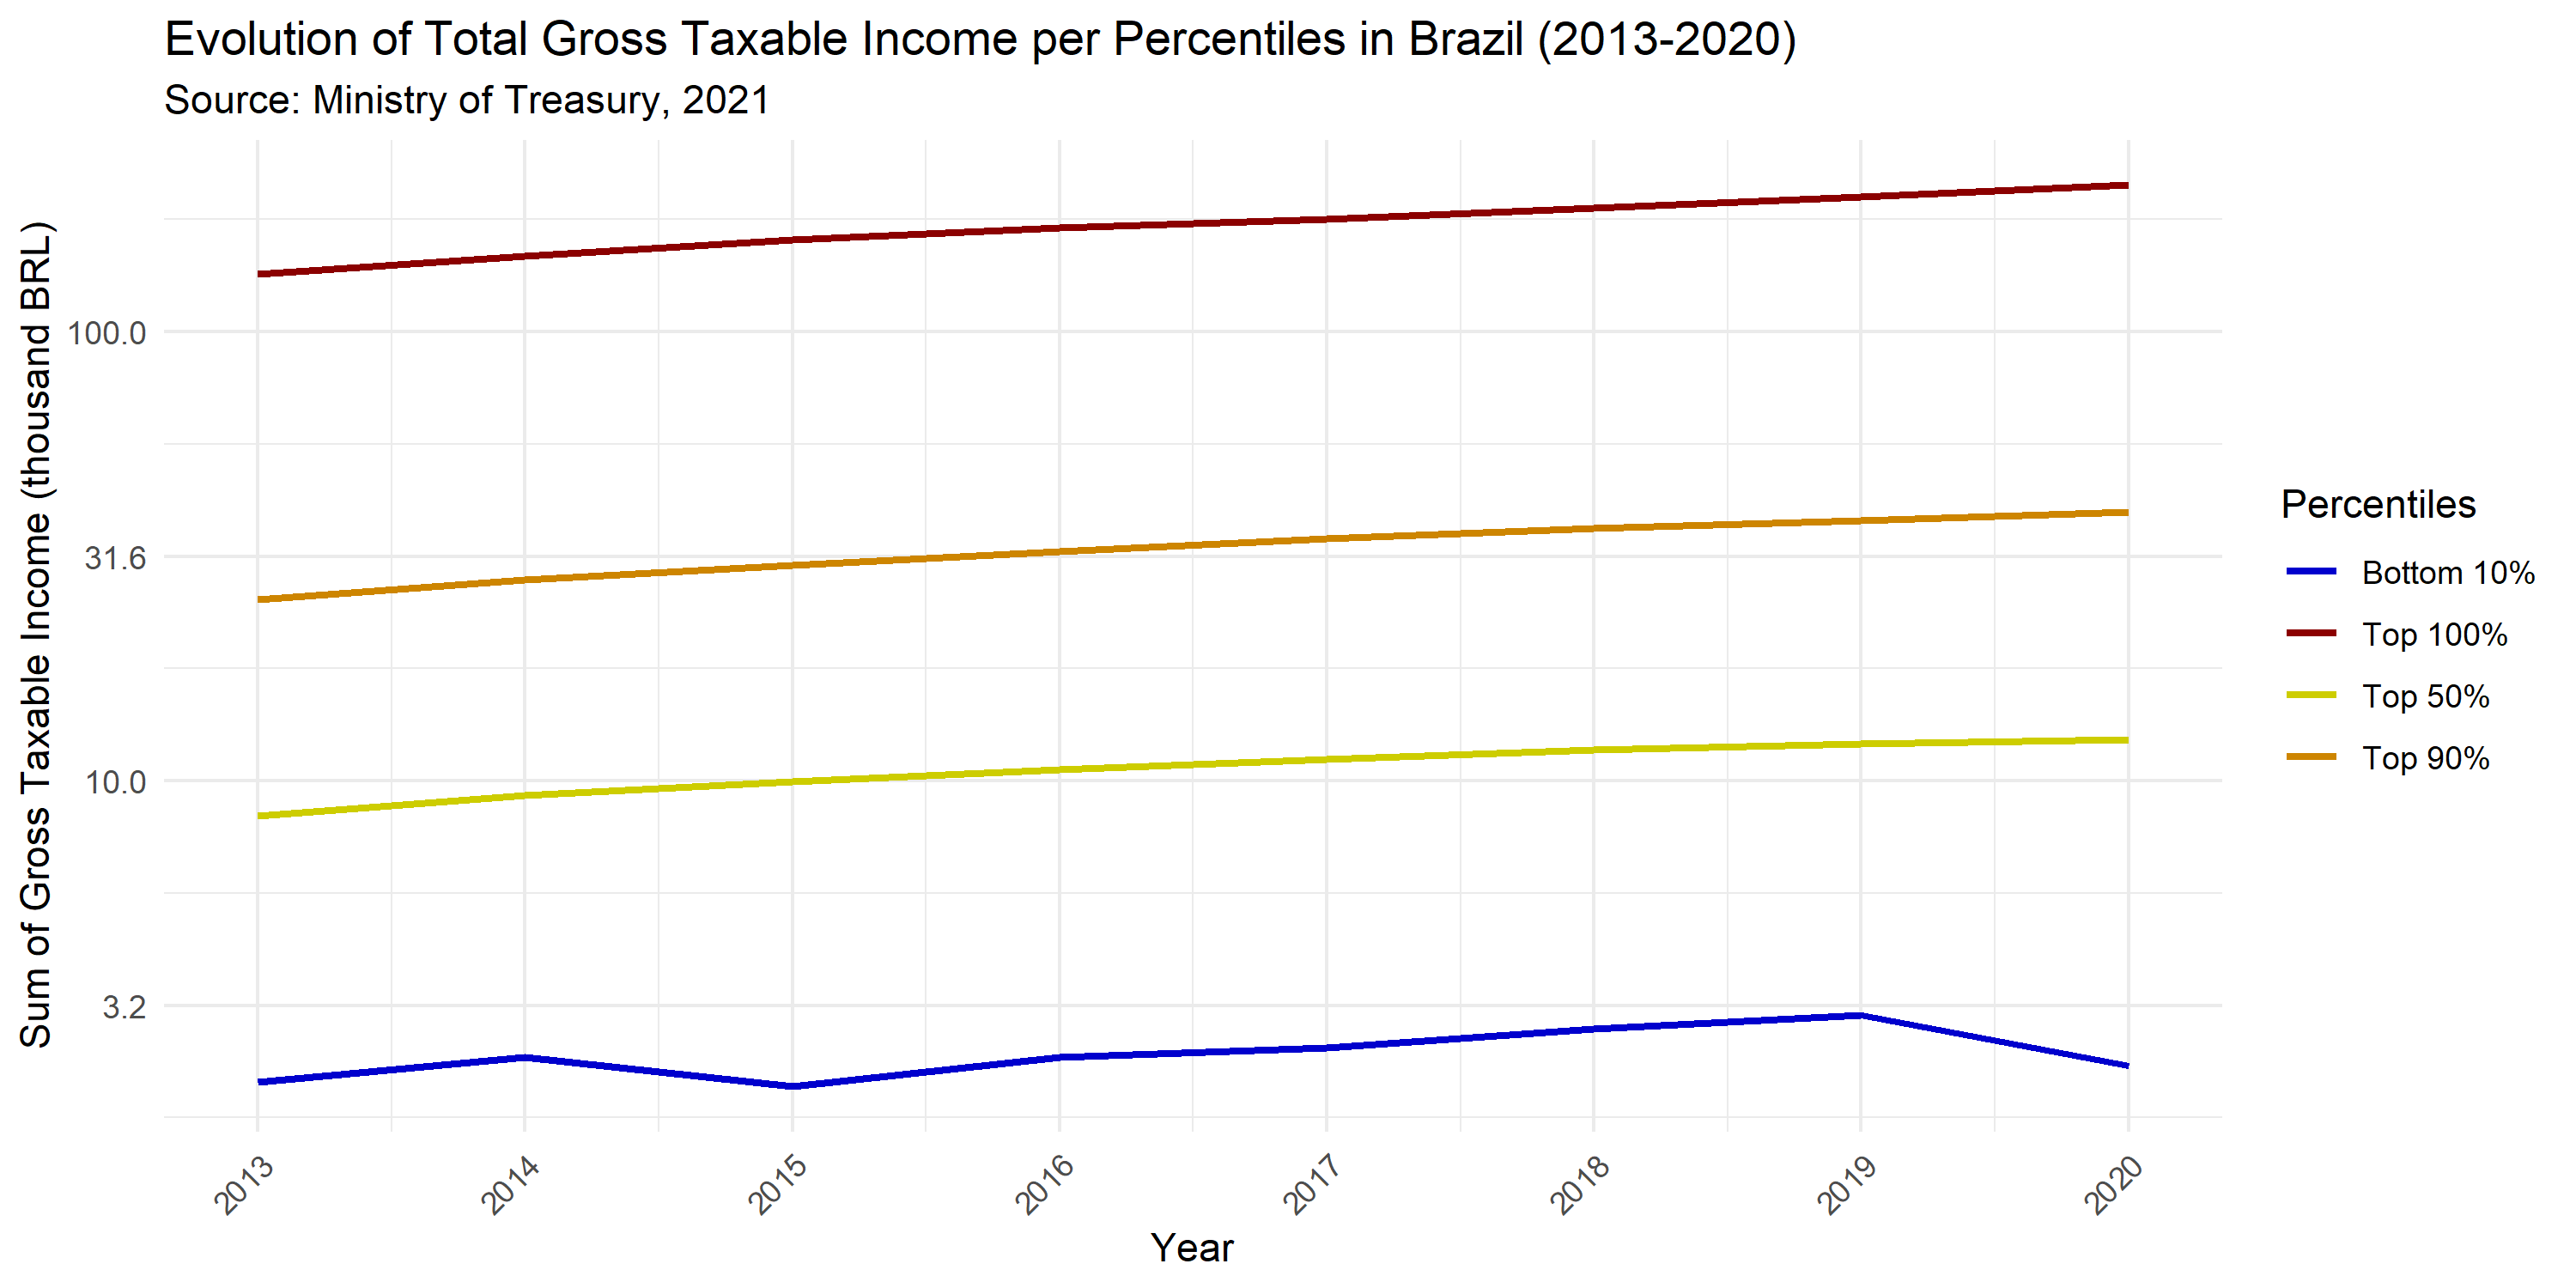 Evolution of Total Gross Taxable Income per Percentiles in Brazil (2013-2020)
Source: Ministry of Treasury, 2021
Sum of Gross Taxable Income (thousand BRL)
100.0
31.6
10.0
3.2
2013
2014
2015
2016
2017
2018
2019
2020
Year
Percentiles
Bottom 10%
Top 100%
Top 50%
Top 90%